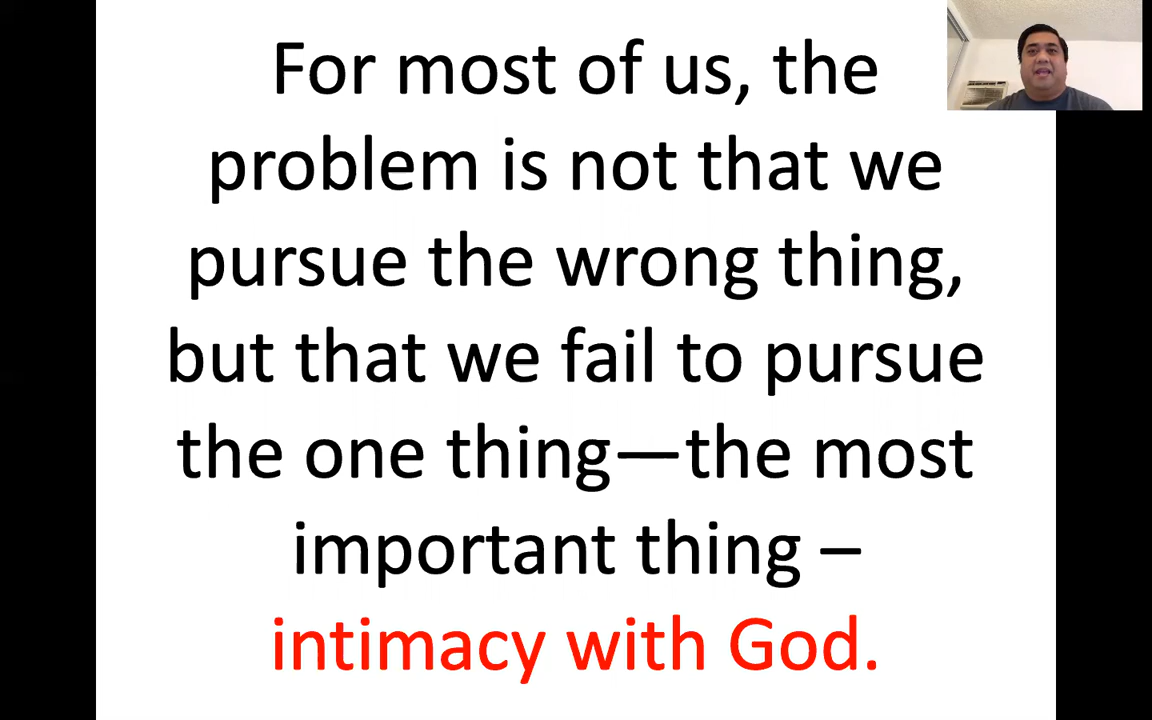 For most of us, the
problem is not that we
pursue the wrong thing,
but that we fail to pursue
the one thing—the most
important thing –
intimacy with God.